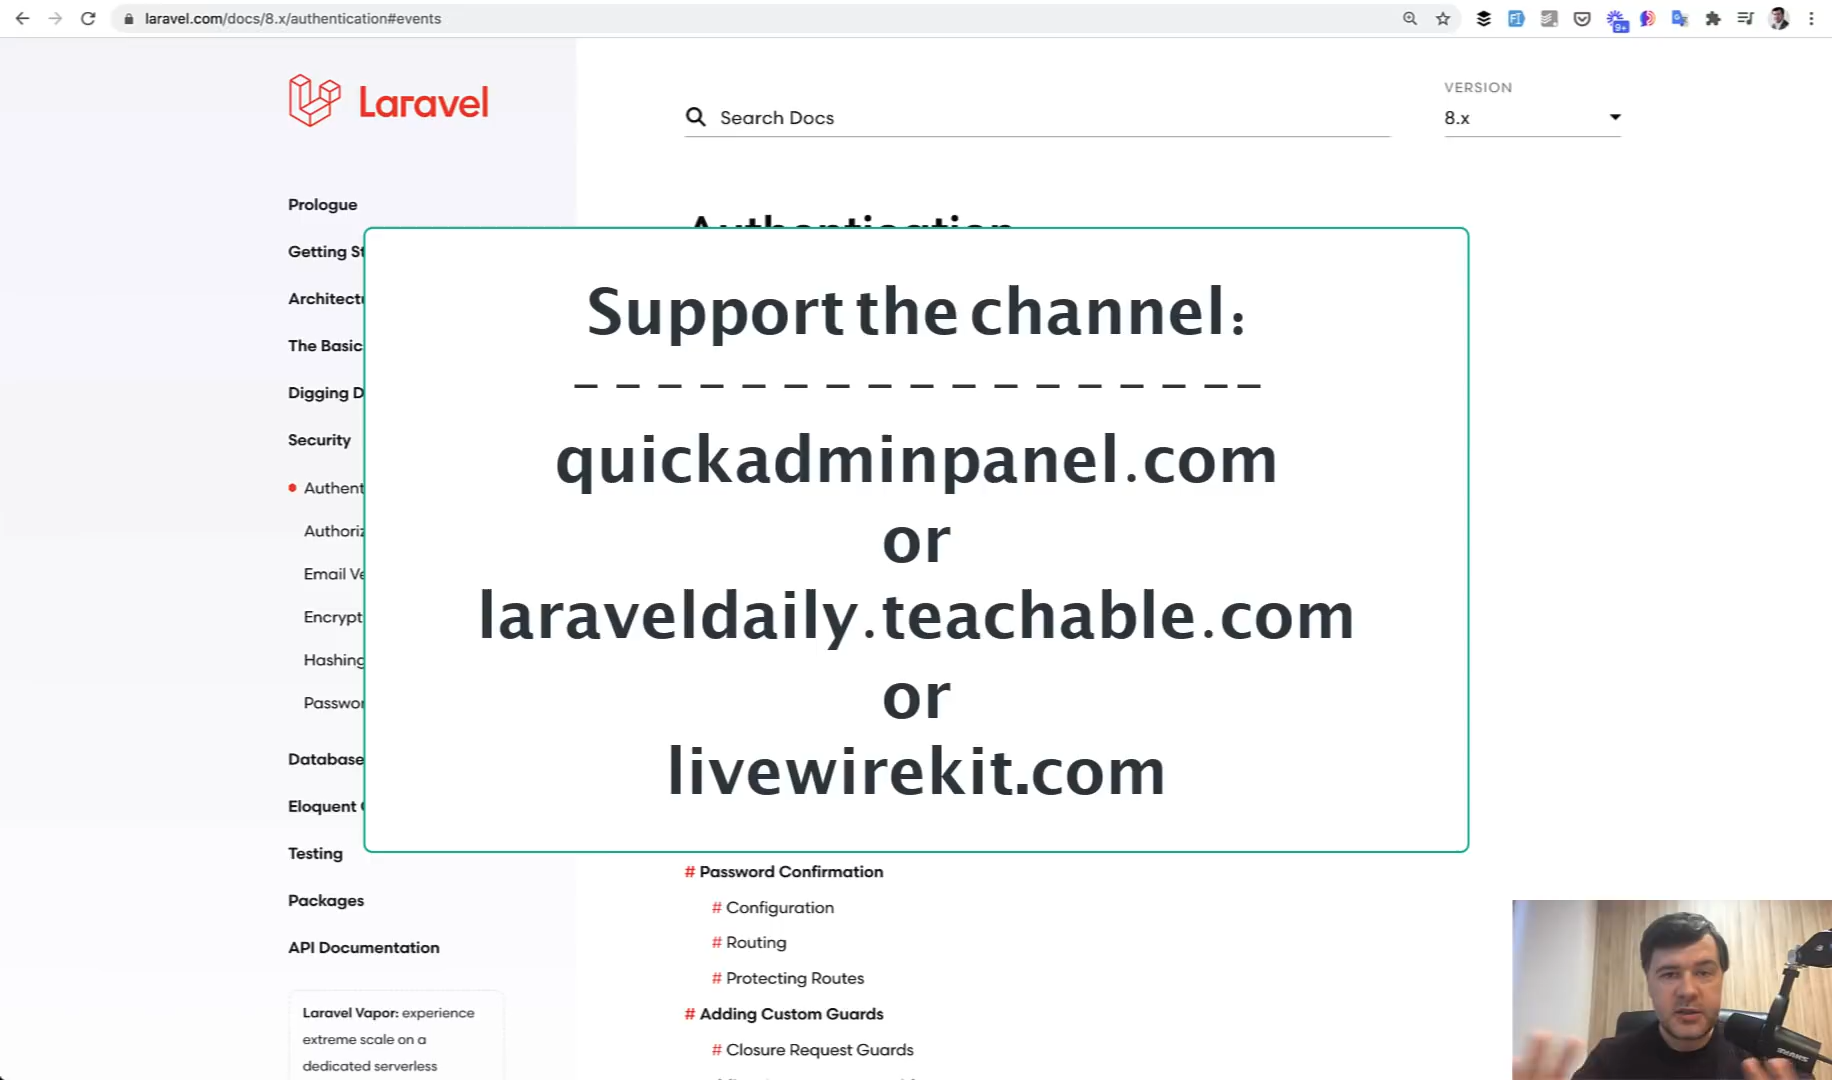 laravel.com/docs/8.x/authentication#events
9+
Laravel
Search Docs
VERSION
8.x
Prologue
Getting St
Architectu
The Basic
Digging D
Security
Authent
Authoriz
Email Ve
Encrypt
Hashing
Passwor
Database
Eloquent
Testing
Packages
API Documentation
Laravel Vapor: experience
extreme scale on a
dedicated serverless
Authentication
Support the channel:
------------------
quickadminpanel.com
or
laraveldaily.teachable.com
or
livewirekit.com
# Password Confirmation
# Configuration
# Routing
# Protecting Routes
# Adding Custom Guards
# Closure Request Guards